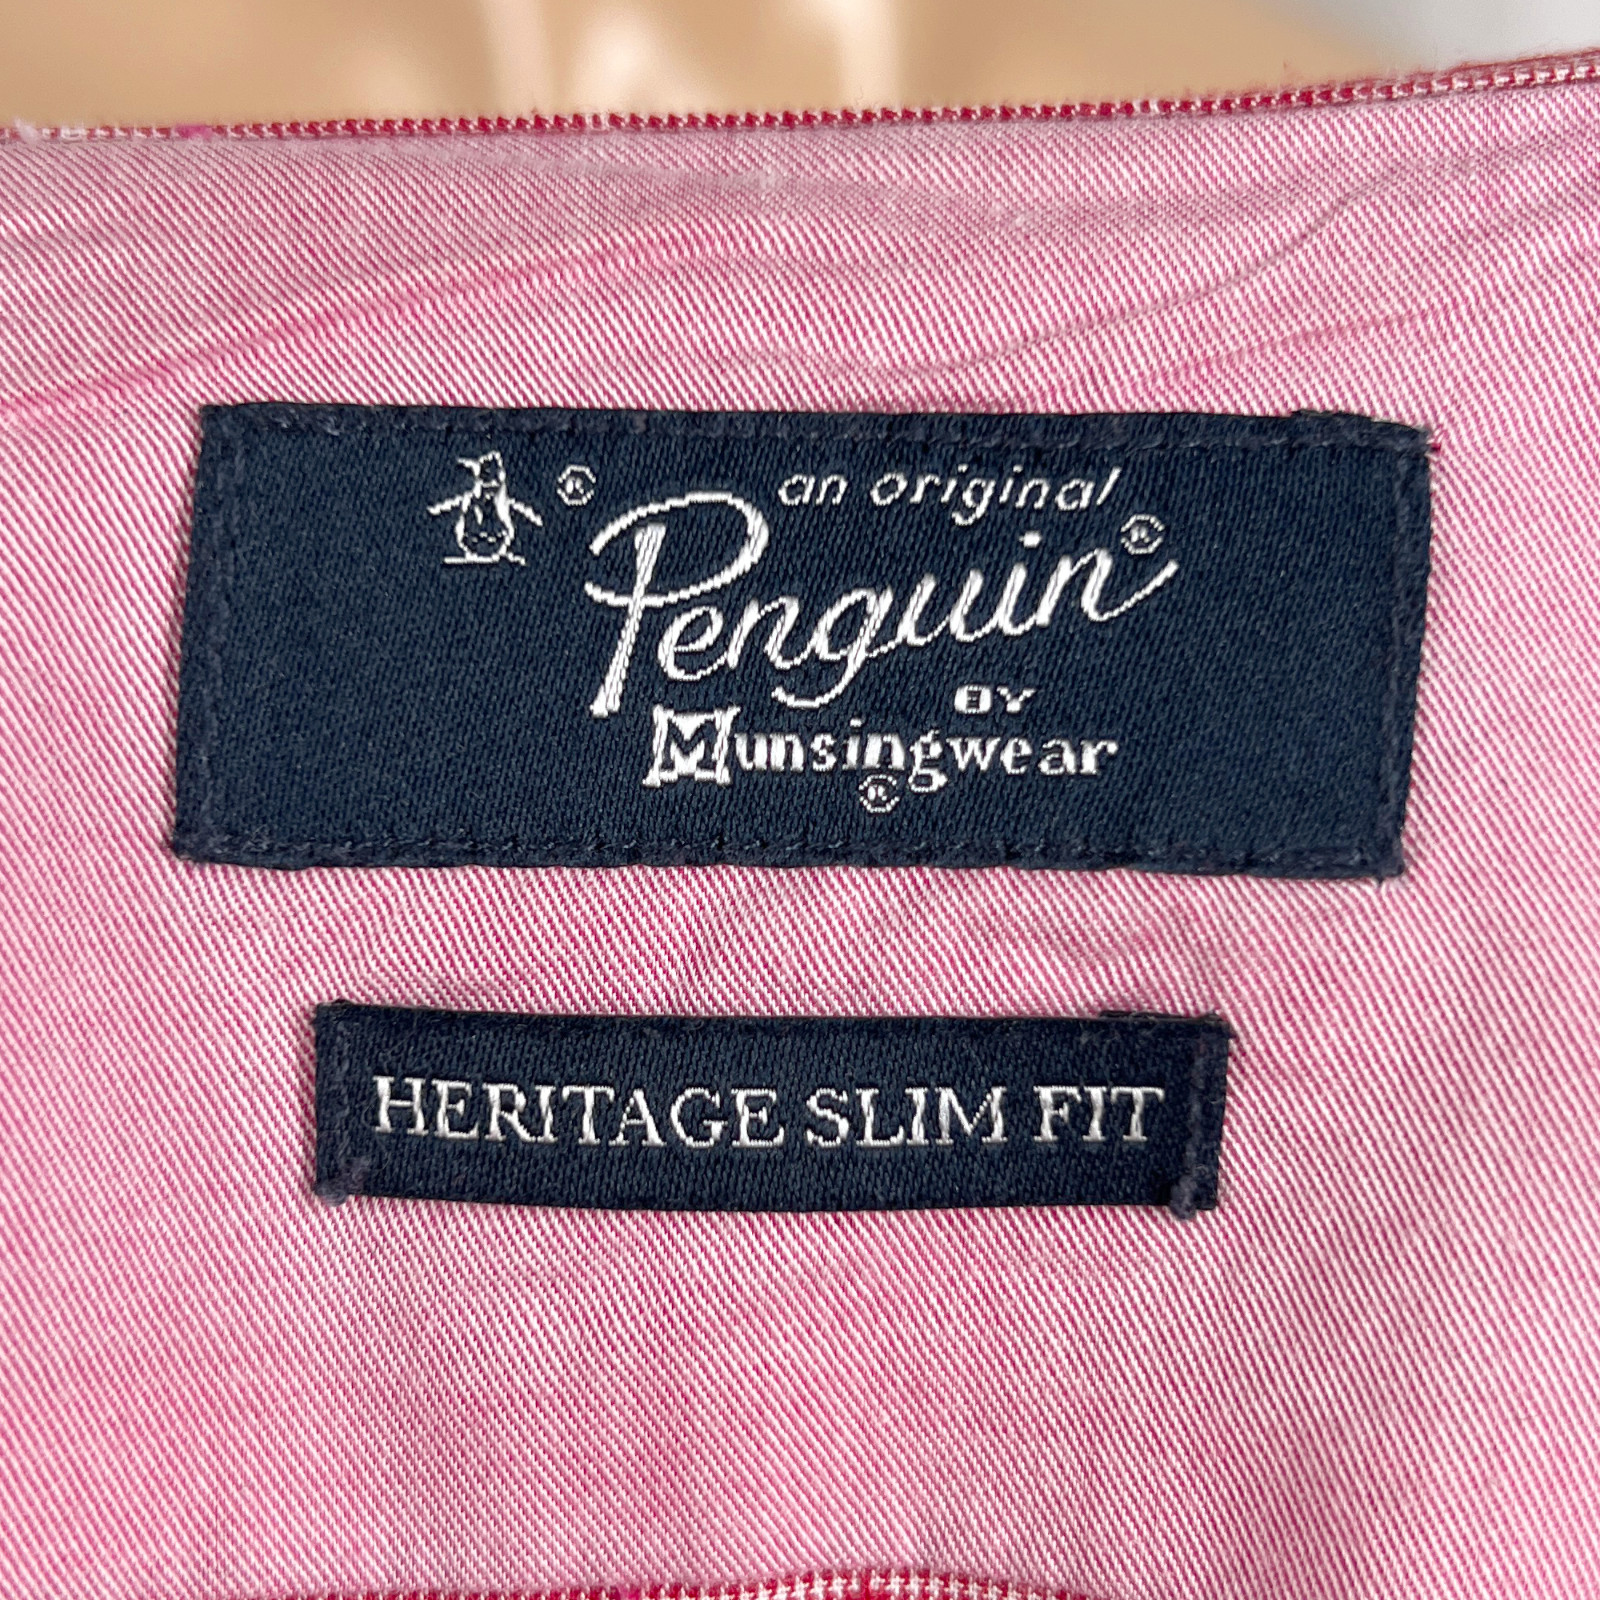 ®
an original
Penguin®
BY
Munsingwear
®
HERITAGE SLIM FIT